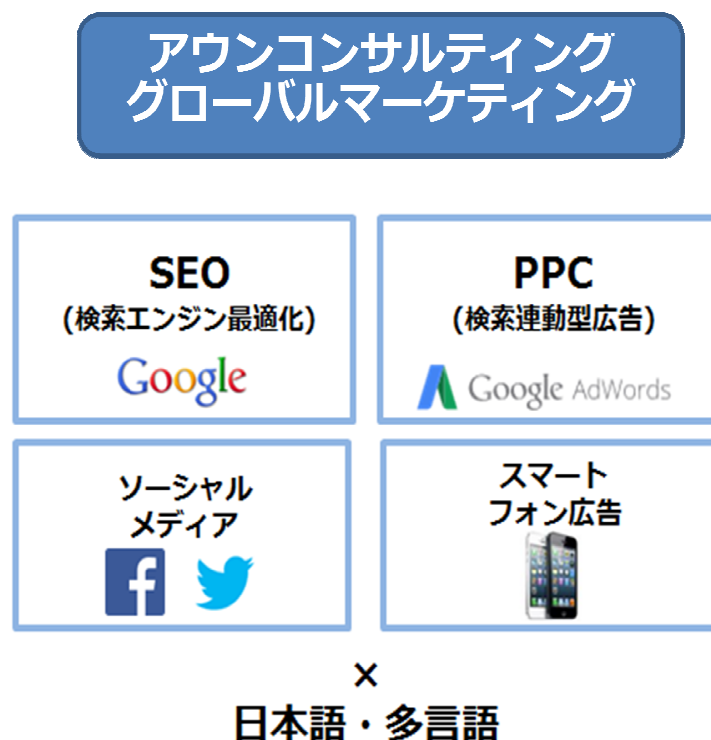 アウンコンサルティング
グローバルマーケティング
SEO
(検索エンジン最適化)
Google
PPC
(検索連動型広告)
Google AdWords
ソーシャル
メディア
f
スマート
フォン広告
×
日本語・多言語